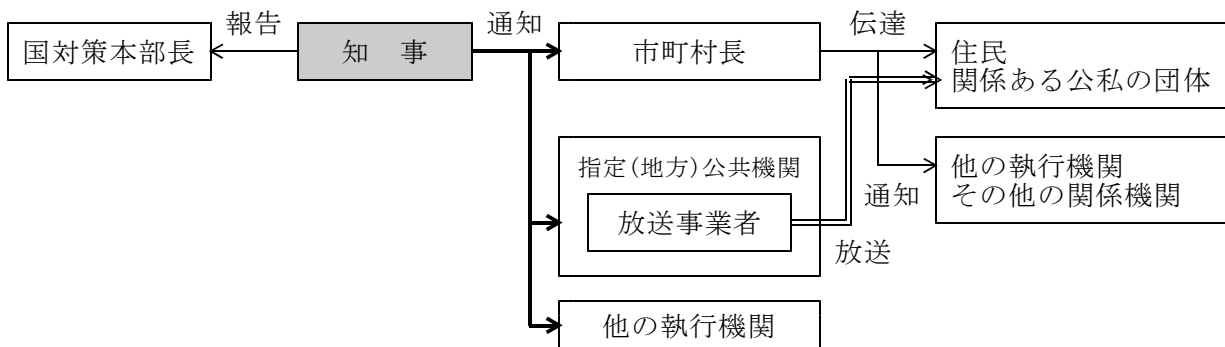 報告
通知
伝達
国対策本部長
知　事
市町村長
住民
関係ある公私の団体
指定(地方)公共機関
放送事業者
他の執行機関
その他の関係機関
通知
放送
他の執行機関